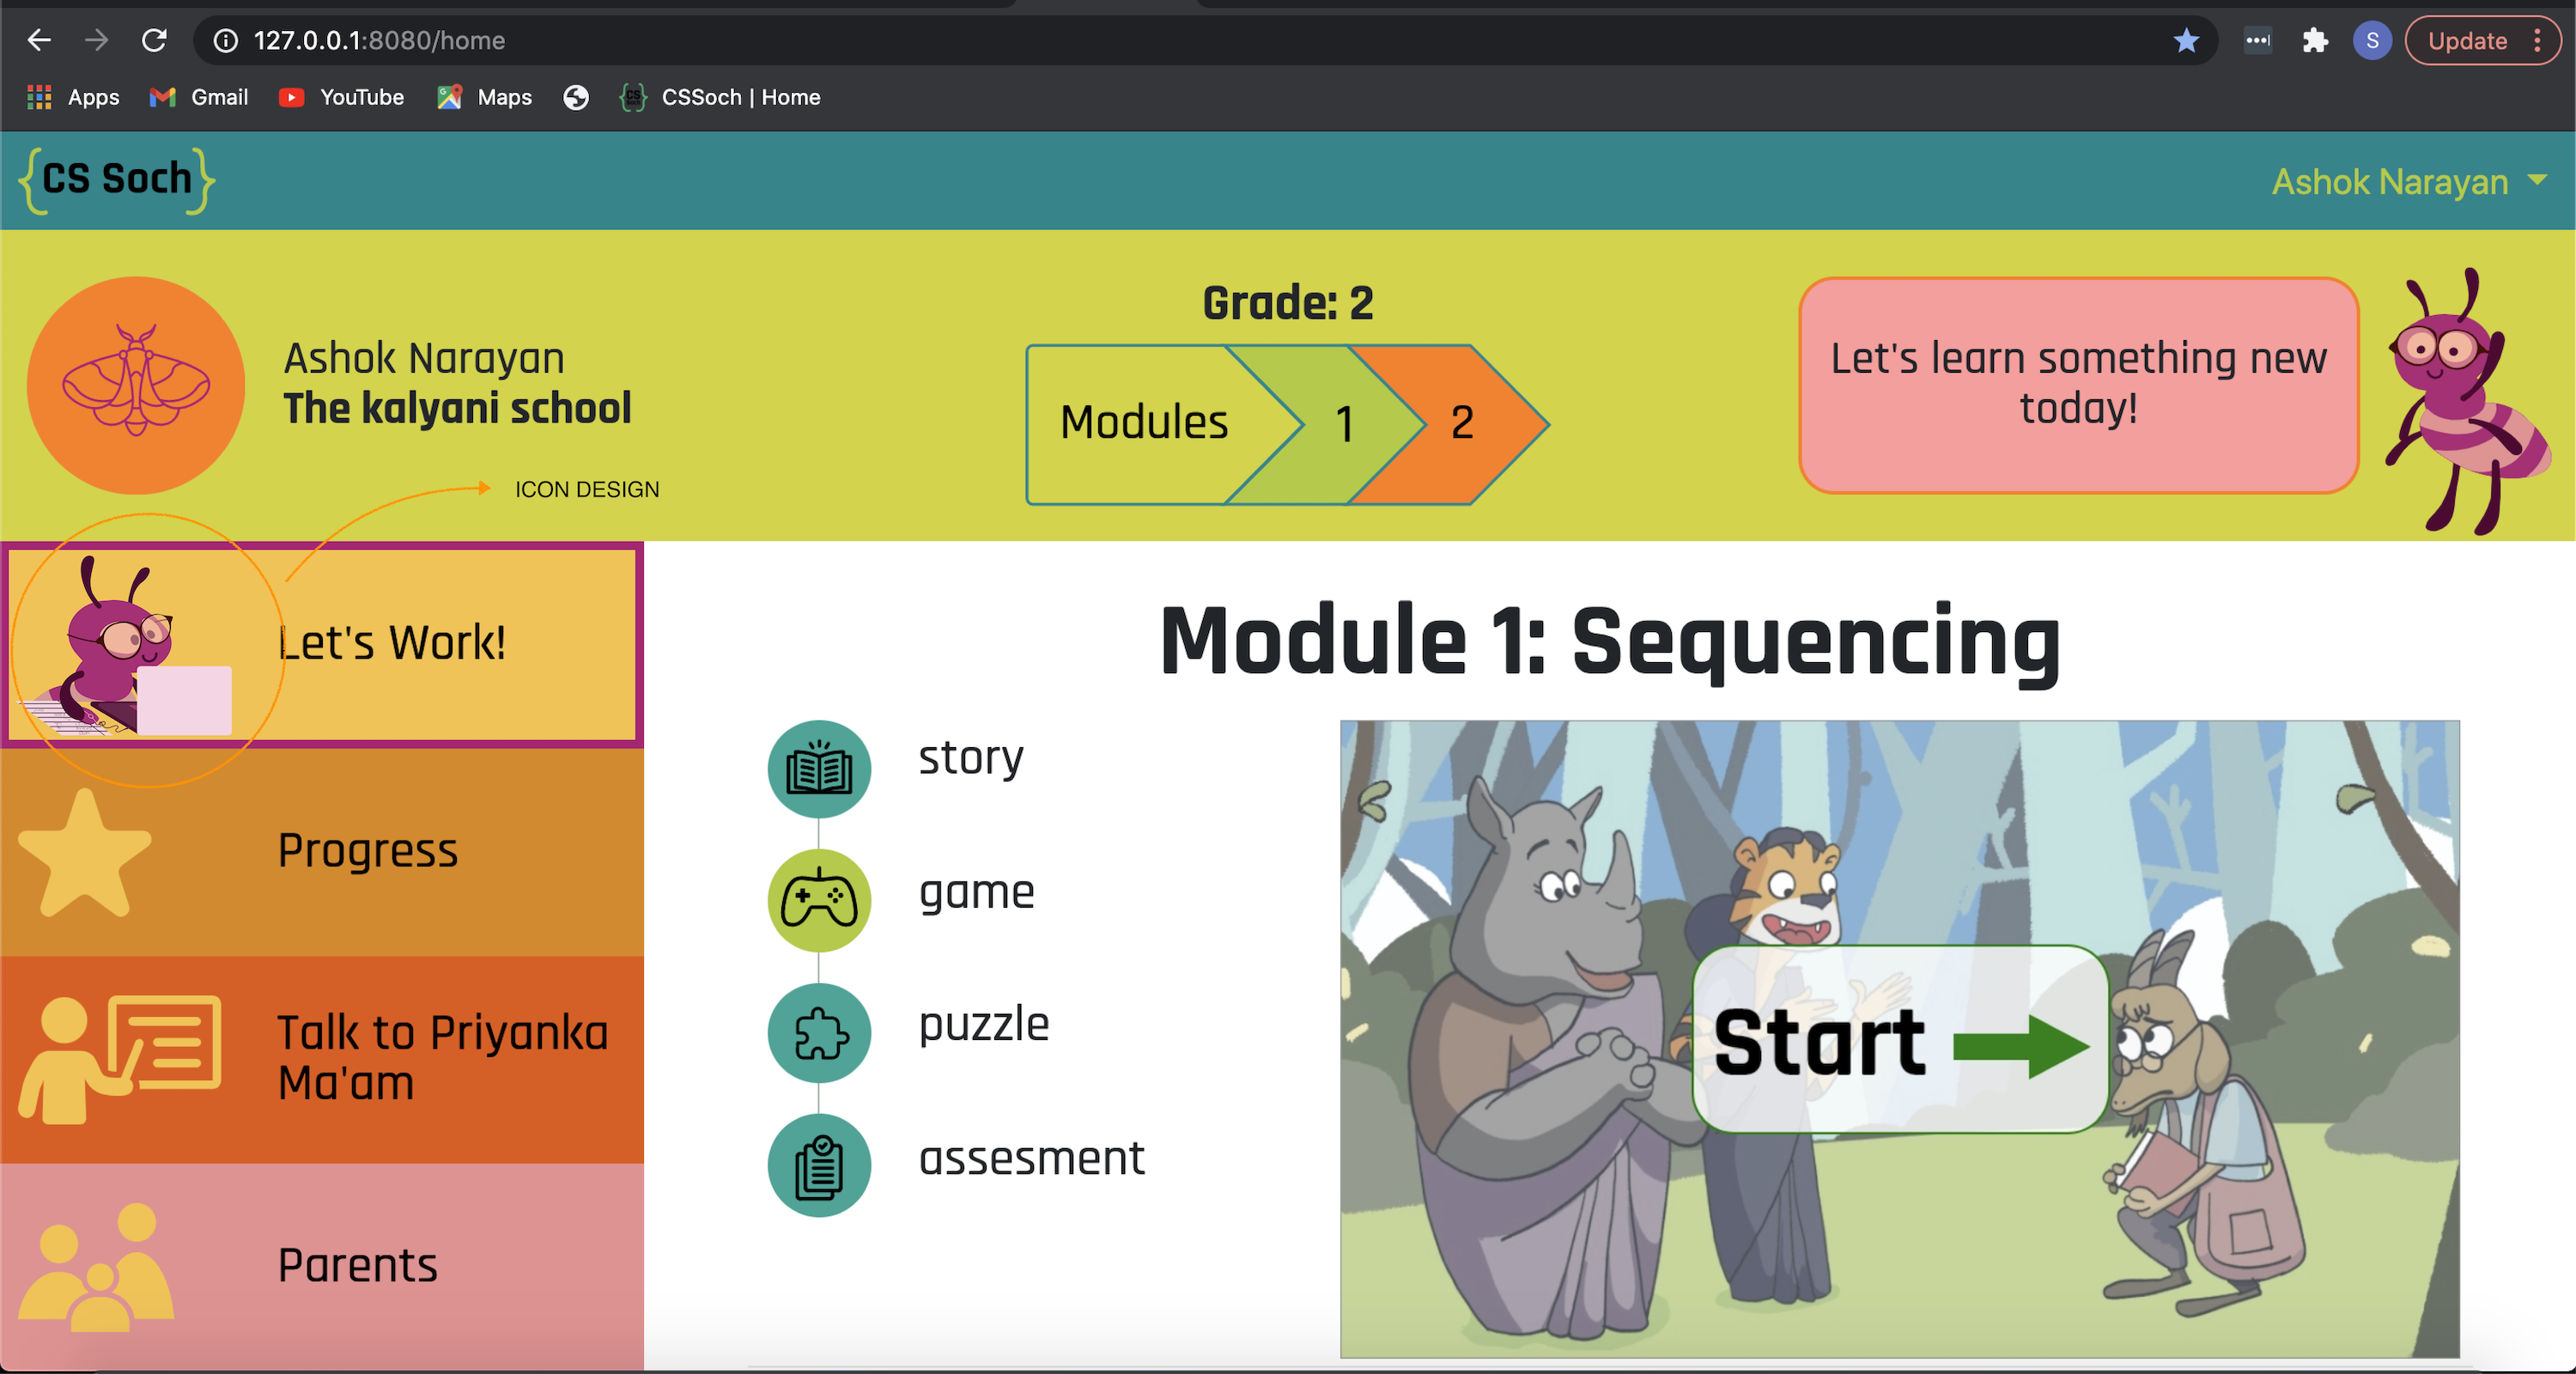 127.0.0.1:8080/home
S
Update
Apps
Gmail
YouTube
Maps
CSSoch | Home
{CS Soch}
Ashok Narayan
Ashok Narayan
The kalyani school
Grade: 2
Modules 1 2
Let's learn something new
today!
ICON DESIGN
Let's Work!
Progress
Talk to Priyanka
Ma'am
Parents
Module 1: Sequencing
story
game
puzzle
assesment
Start